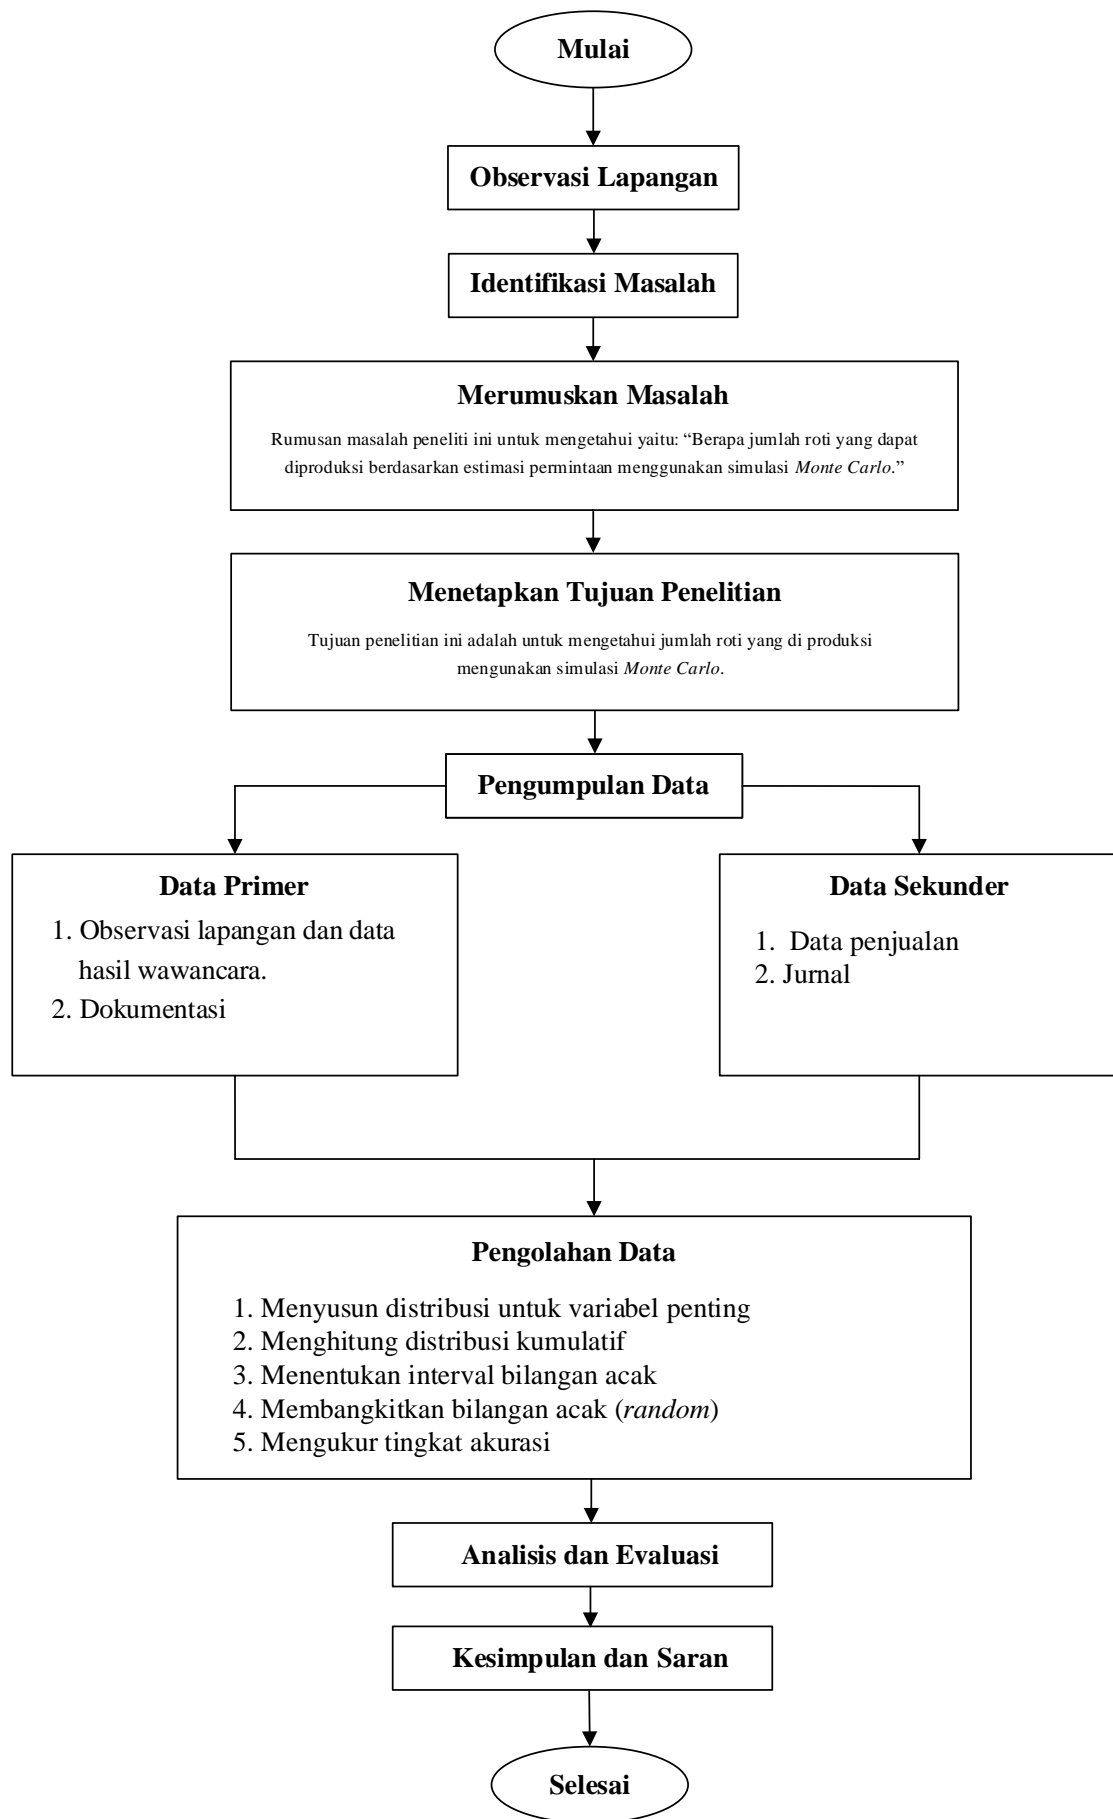 Mulai
Observasi Lapangan
Identifikasi Masalah
Merumuskan Masalah
Rumusan masalah peneliti ini untuk mengetahui yaitu: “Berapa jumlah roti yang dapat
diproduksi berdasarkan estimasi permintaan menggunakan simulasi Monte Carlo.”
Menetapkan Tujuan Penelitian
Tujuan penelitian ini adalah untuk mengetahui jumlah roti yang di produksi
mengunakan simulasi Monte Carlo.
Pengumpulan Data
Data Primer
1. Observasi lapangan dan data
hasil wawancara.
2. Dokumentasi
Data Sekunder
1. Data penjualan
2. Jurnal
Pengolahan Data
1. Menyusun distribusi untuk variabel penting
2. Menghitung distribusi kumulatif
3. Menentukan interval bilangan acak
4. Membangkitkan bilangan acak (random)
5. Mengukur tingkat akurasi
Analisis dan Evaluasi
Kesimpulan dan Saran
Selesai